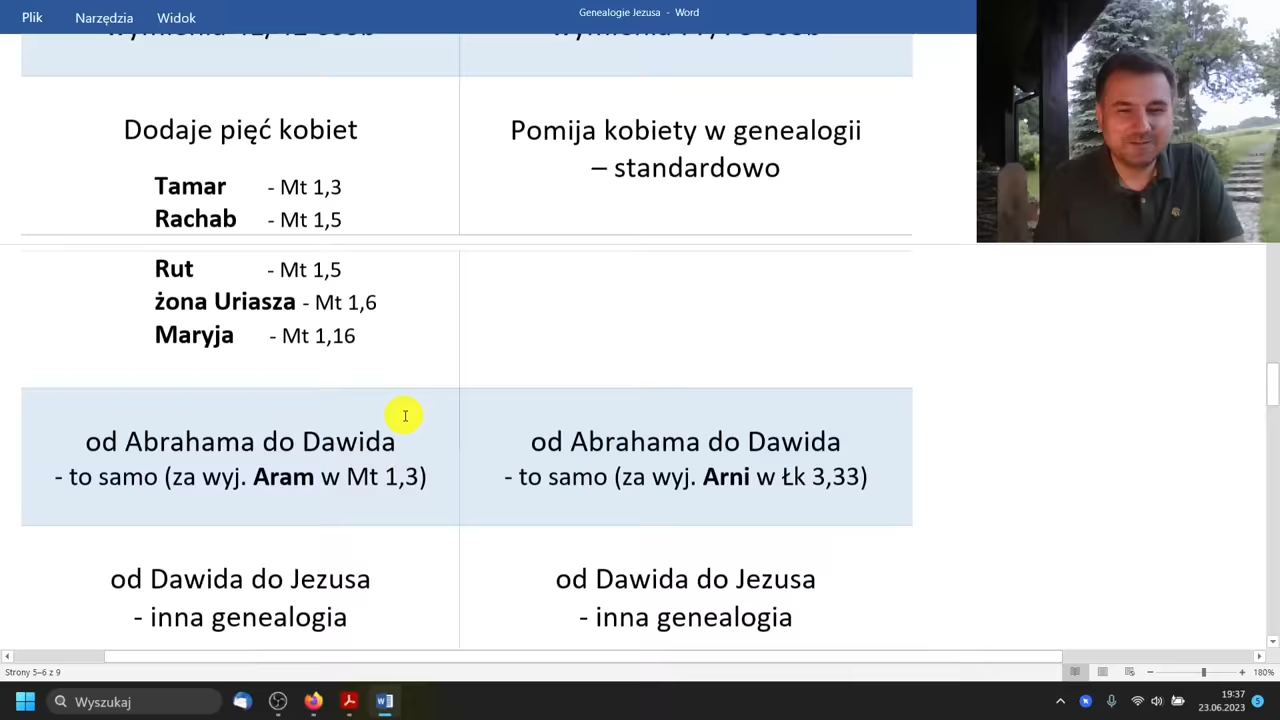 Plik Narzędzia Widok
Genealogie Jezusa - Word
Dodaje pięć kobiet
Tamar - Mt 1,3
Rachab - Mt 1,5
Rut - Mt 1,5
żona Uriasza - Mt 1,6
Maryja - Mt 1,16
Pomija kobiety w genealogii
– standardowo
od Abrahama do Dawida
- to samo (za wyj. Aram w Mt 1,3)
od Abrahama do Dawida
- to samo (za wyj. Arni w Łk 3,33)
od Dawida do Jezusa
- inna genealogia
od Dawida do Jezusa
- inna genealogia
Strony 5–6 z 9
180%
Wyszukaj
19:37
23.06.2023
5